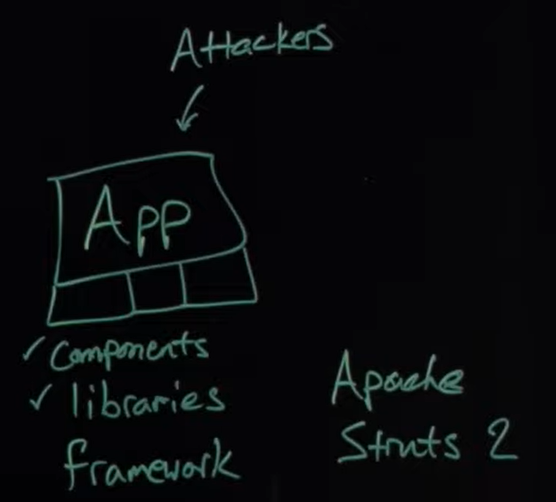 Attackers
App
✓ Components
✓ libraries
framework
Apache
Struts 2